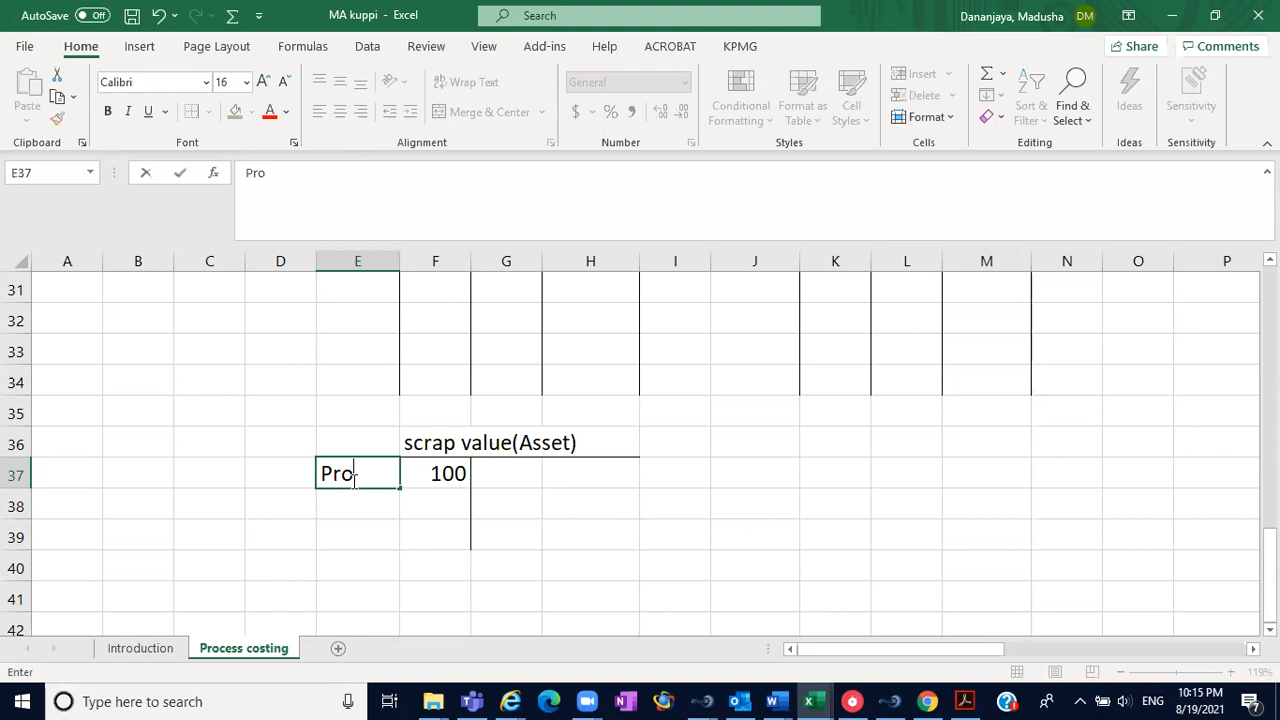 AutoSave Off MA kuppi - Excel Search Dananjaya, Madusha DM
File Home Insert Page Layout Formulas Data Review View Add-ins Help ACROBAT KPMG Share Comments
Paste Calibri 16 A A Wrap Text General Insert
B I U A Merge & Center $ % Conditional Formatting Format as Table Cell Styles Delete Format Sort & Filter Find & Select Ideas Sensitivity
Clipboard Font Alignment Number Styles Cells Editing Ideas Sensitivity
E37 fx Pro
A B C D E F G H I J K L M N O P
31
32
33
34
35
36 scrap value(Asset)
37 Pro 100
38
39
40
41
42
Introduction Process costing
Enter 119%
Type here to search ENG 10:15 PM 8/19/2021 7